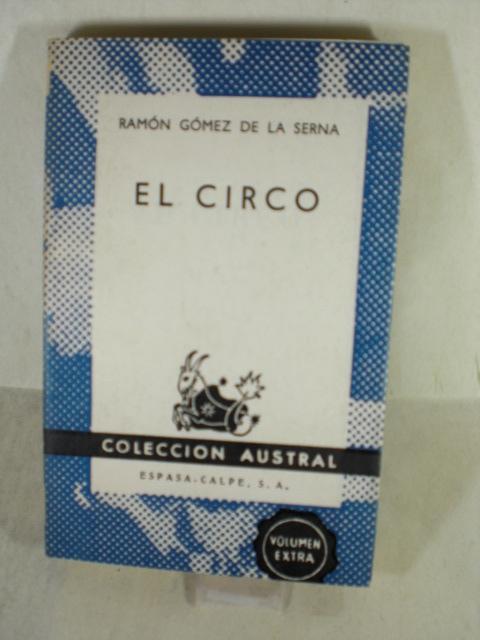 RAMÓN GÓMEZ DE LA SERNA
EL CIRCO
COLECCION AUSTRAL
ESPASA-CALPE, S. A.
VOLUMEN
EXTRA